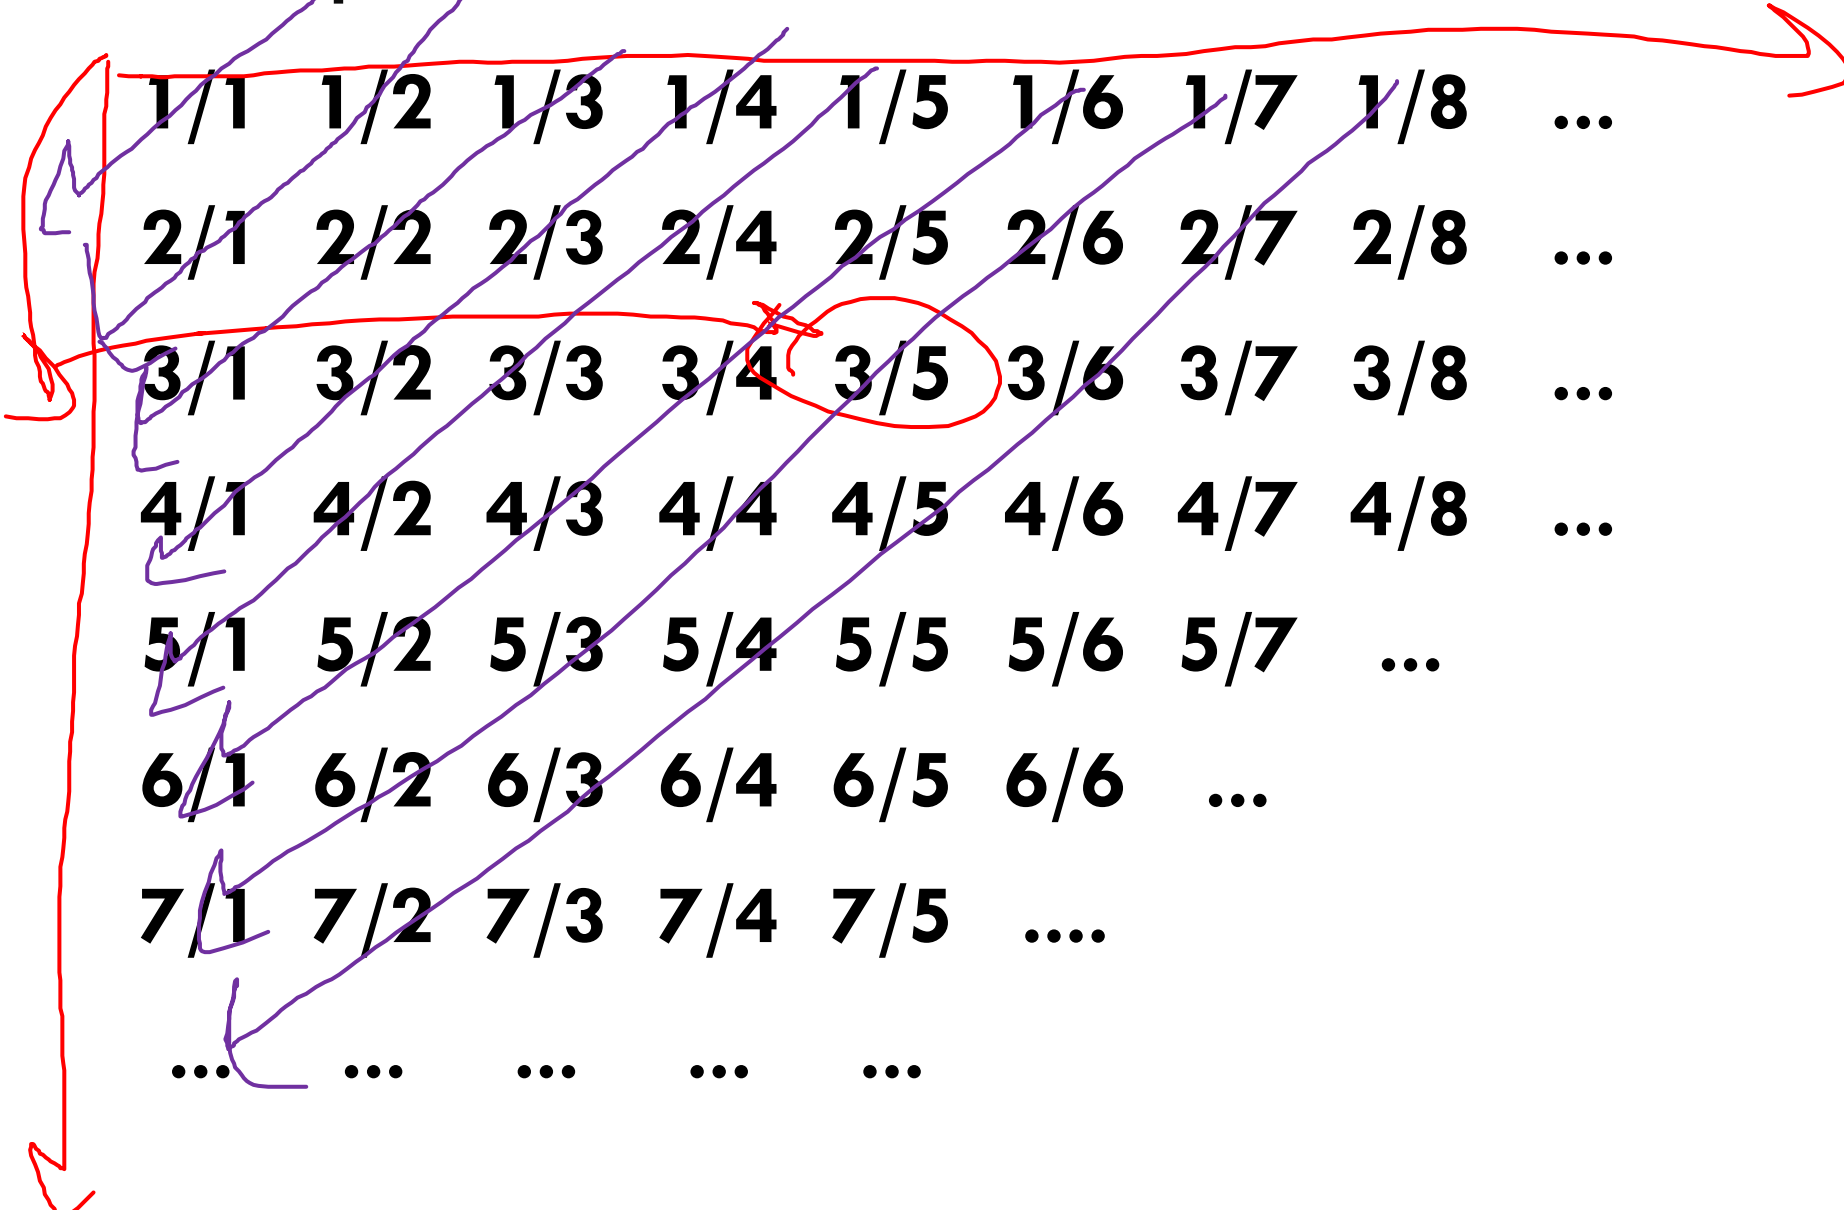 1/1 1/2 1/3 1/4 1/5 1/6 1/7 1/8 ...
2/1 2/2 2/3 2/4 2/5 2/6 2/7 2/8 ...
3/1 3/2 3/3 3/4 3/5 3/6 3/7 3/8 ...
4/1 4/2 4/3 4/4 4/5 4/6 4/7 4/8 ...
5/1 5/2 5/3 5/4 5/5 5/6 5/7 ...
6/1 6/2 6/3 6/4 6/5 6/6 ...
7/1 7/2 7/3 7/4 7/5 ....
... ... ... ... ...